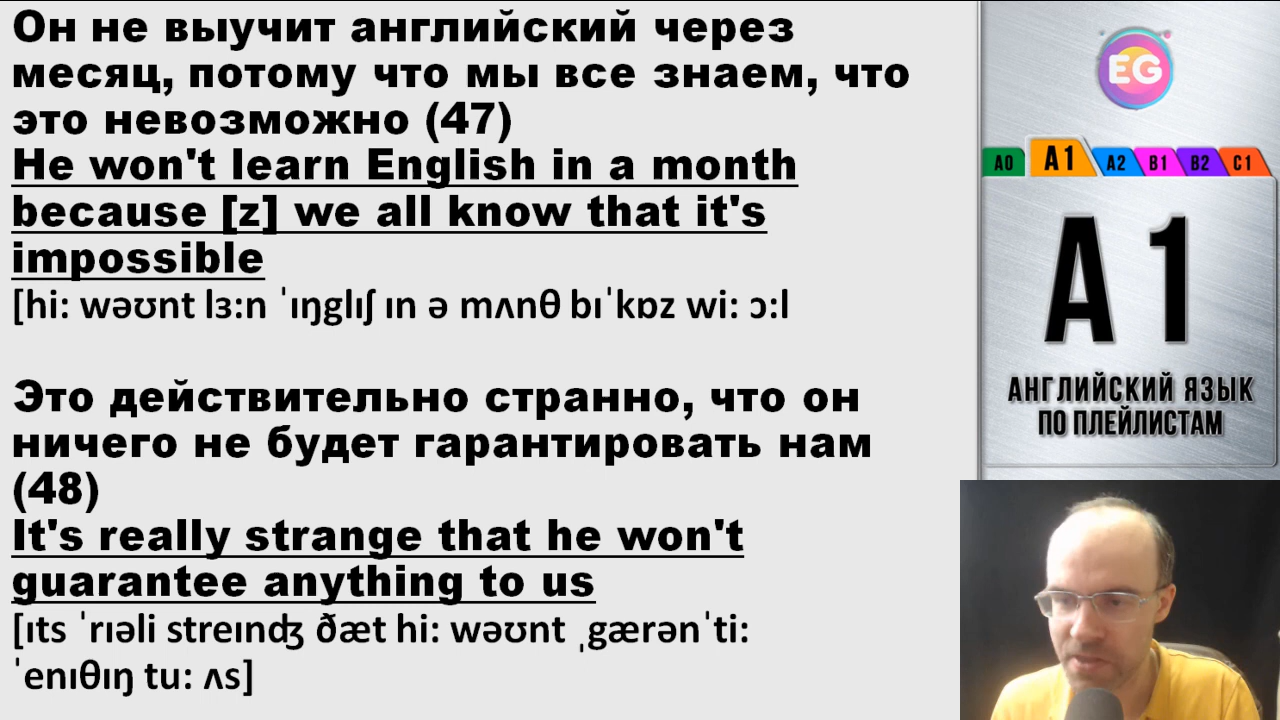 Он не выучит английский через
месяц, потому что мы все знаем, что
это невозможно (47)
He won't learn English in a month
because [z] we all know that it's
impossible
[hi: wəʊnt lɜ:n ˈɪŋglɪʃ ɪn ə mʌnθ bɪˈkɒz wi: ɔ:l
Это действительно странно, что он
ничего не будет гарантировать нам
(48)
It's really strange that he won't
guarantee anything to us
[ɪts ˈrɪəli streɪnʤ ðæt hi: wəʊnt ˌgærənˈti:
ˈenɪθɪŋ tu: ʌs]
EG
A0 A1 A2 B1 B2 C1
A 1
АНГЛИЙСКИЙ ЯЗЫК
ПО ПЛЕЙЛИСТАМ